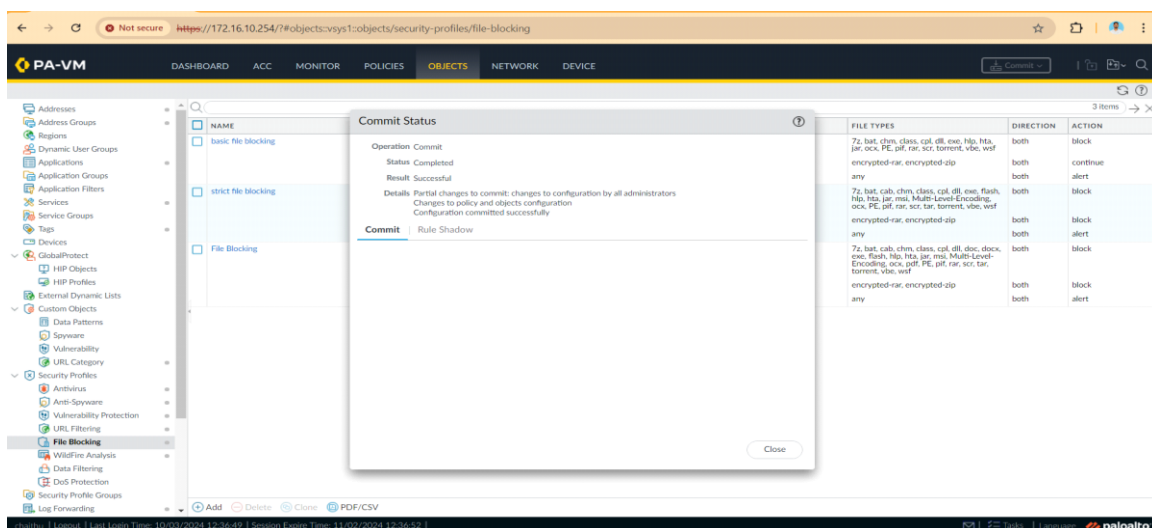 Not secure https://172.16.10.254/?#objects::vsys1::objects/security-profiles/file-blocking
PA-VM DASHBOARD ACC MONITOR POLICIES OBJECTS NETWORK DEVICE Commit
3 items
Addresses
Address Groups
Regions
Dynamic User Groups
Applications
Application Groups
Application Filters
Services
Service Groups
Tags
Devices
GlobalProtect
HIP Objects
HIP Profiles
External Dynamic Lists
Custom Objects
Data Patterns
Spyware
Vulnerability
URL Category
Security Profiles
Antivirus
Anti-Spyware
Vulnerability Protection
URL Filtering
File Blocking
WildFire Analysis
Data Filtering
DoS Protection
Security Profile Groups
Log Forwarding
NAME
basic file blocking
strict file blocking
File Blocking
Commit Status
Operation Commit
Status Completed
Result Successful
Details Partial changes to commit: changes to configuration by all administrators
Changes to policy and objects configuration
Configuration committed successfully
Commit Rule Shadow
Close
FILE TYPES DIRECTION ACTION
7z, bat, chm, class, cpl, dll, exe, hlp, hta, both block
jar, ocx, PE, pif, rar, scr, torrent, vbe, wsf
encrypted-rar, encrypted-zip both continue
any both alert
7z, bat, cab, chm, class, cpl, dll, exe, flash, both block
hlp, hta, jar, msi, Multi-Level-Encoding,
ocx, PE, pif, rar, scr, tar, torrent, vbe, wsf
encrypted-rar, encrypted-zip both block
any both alert
7z, bat, cab, chm, class, cpl, dll, doc, docx, both block
exe, flash, hlp, hta, jar, msi, Multi-Level-
Encoding, ocx, pdf, PE, pif, rar, scr, tar,
torrent, vbe, wsf
encrypted-rar, encrypted-zip both block
any both alert
Add Delete Clone PDF/CSV
chaithu | Logout | Last Login Time: 10/03/2024 12:36:49 | Session Expire Time: 11/02/2024 12:36:52 | Tasks | Language paloalto